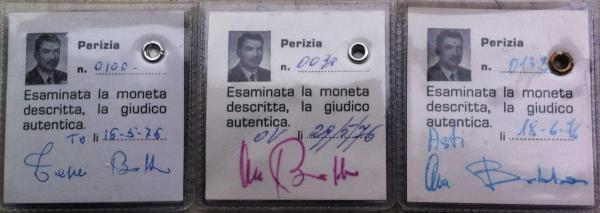 Perizia
n. 0100
Esaminata la moneta
descritta, la giudico
autentica.
TO li 15-5-76
Perizia
n. 003
Esaminata la moneta
descritta, la giudico
autentica.
li 29/5/76
Perizia
n.
Esaminata la moneta
descritta, la giudico
autentica.
Asti li 18-6-76